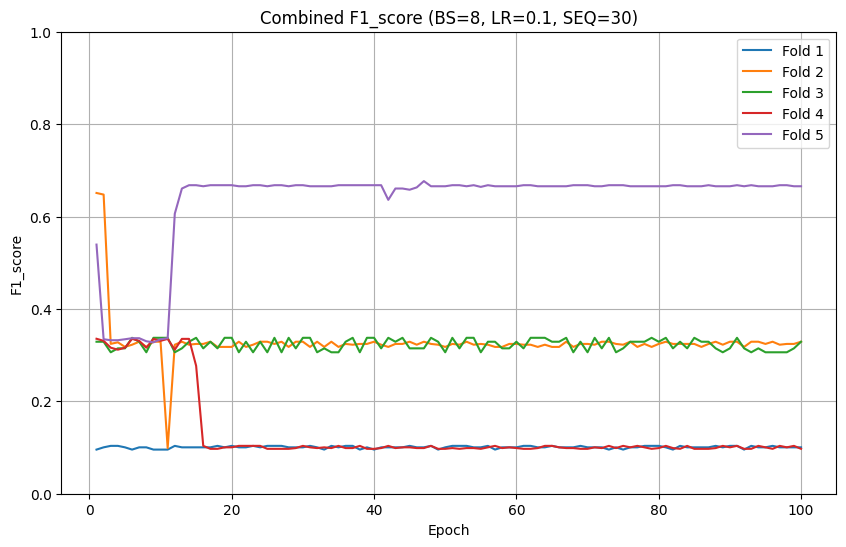 Combined F1_score (BS=8, LR=0.1, SEQ=30)
1.0
0.8
0.6
0.4
0.2
0.0
F1_score
0 20 40 60 80 100
Epoch
Fold 1
Fold 2
Fold 3
Fold 4
Fold 5